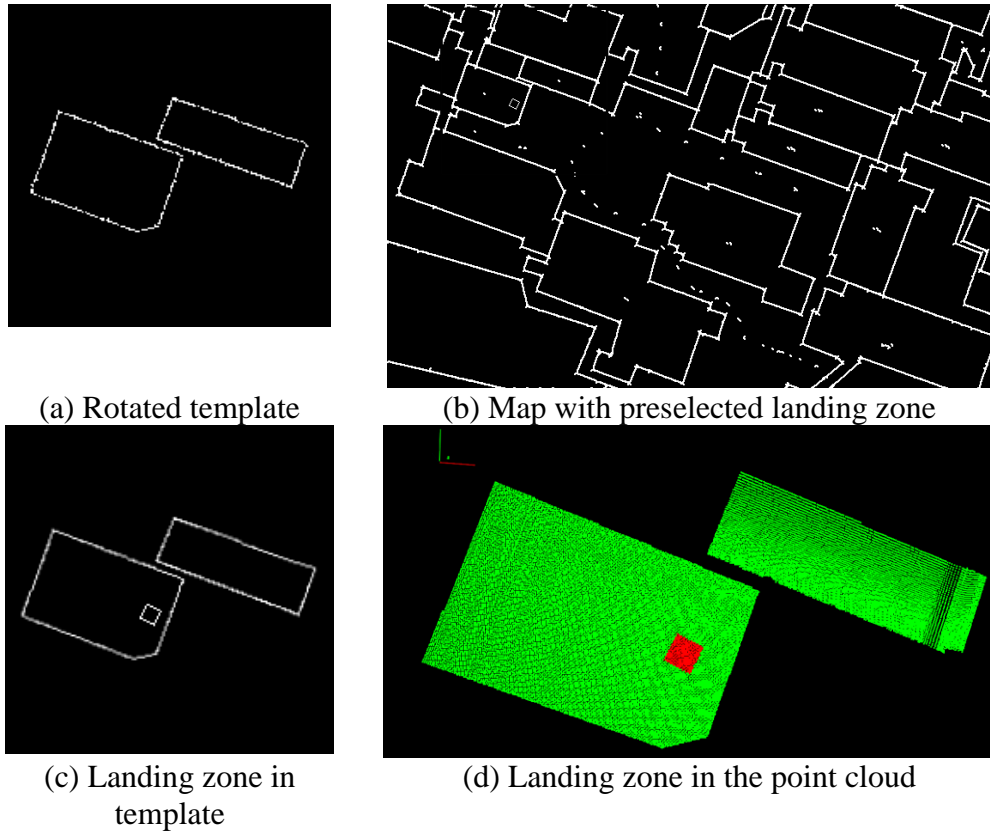 (a) Rotated template
(b) Map with preselected landing zone
(c) Landing zone in
template
(d) Landing zone in the point cloud